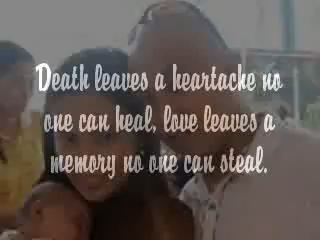 Death leaves a heartache no
one can heal, love leaves a
memory no one can steal.